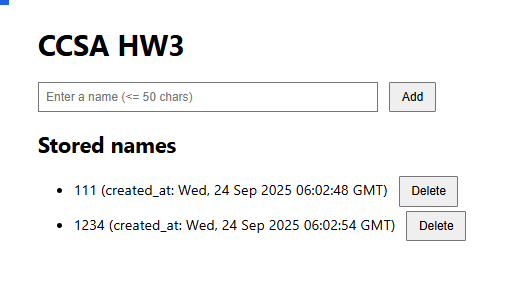 CCSA HW3
Enter a name (<= 50 chars) Add
Stored names
111 (created_at: Wed, 24 Sep 2025 06:02:48 GMT) Delete
1234 (created_at: Wed, 24 Sep 2025 06:02:54 GMT) Delete